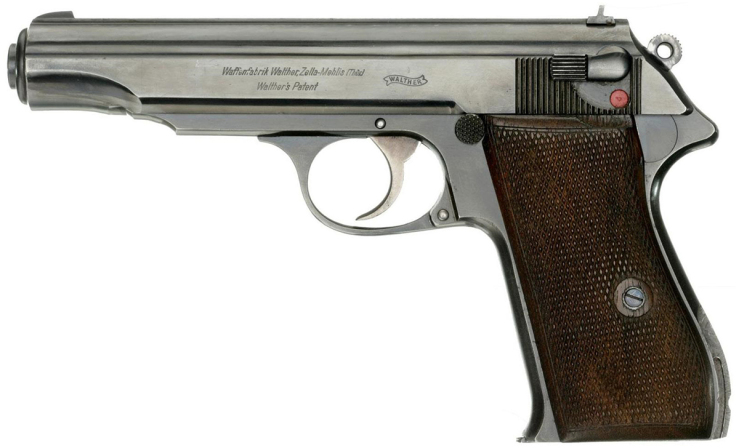 Waffenfabrik Walther, Zella-Mehlis (Thür.)
Walther's Patent
WALTHER